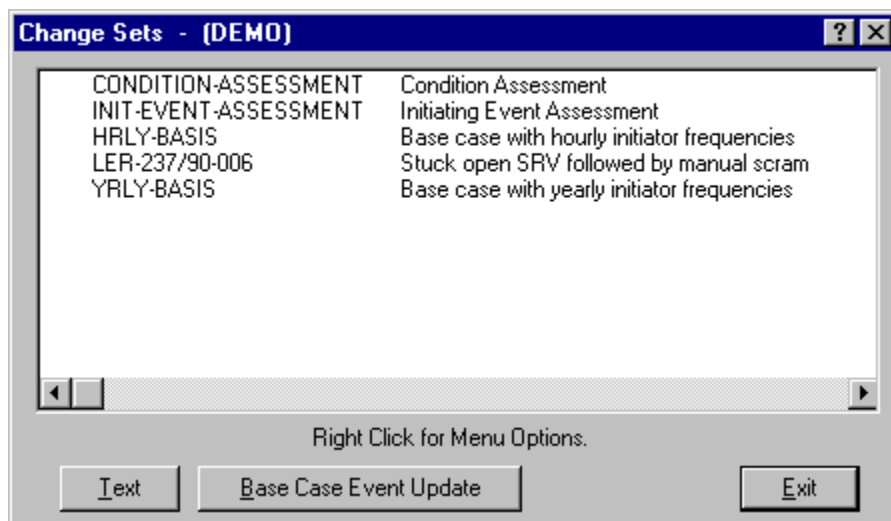 Change Sets - (DEMO)
CONDITION-ASSESSMENT Condition Assessment
INIT-EVENT-ASSESSMENT Initiating Event Assessment
HRLY-BASIS Base case with hourly initiator frequencies
LER-237/90-006 Stuck open SRV followed by manual scram
YRLY-BASIS Base case with yearly initiator frequencies
Right Click for Menu Options.
Text Base Case Event Update Exit